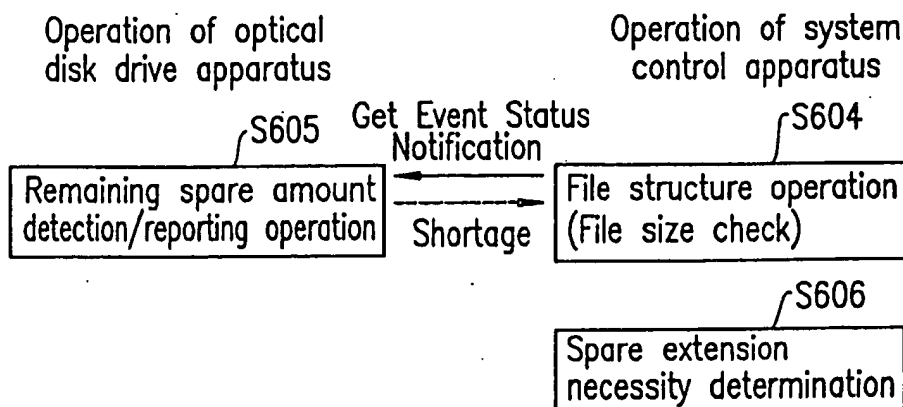 Operation of optical
disk drive apparatus
Operation of system
control apparatus
S605
Get Event Status
Notification
S604
Remaining spare amount
detection/reporting operation
Shortage
File structure operation
(File size check)
S606
Spare extension
necessity determination